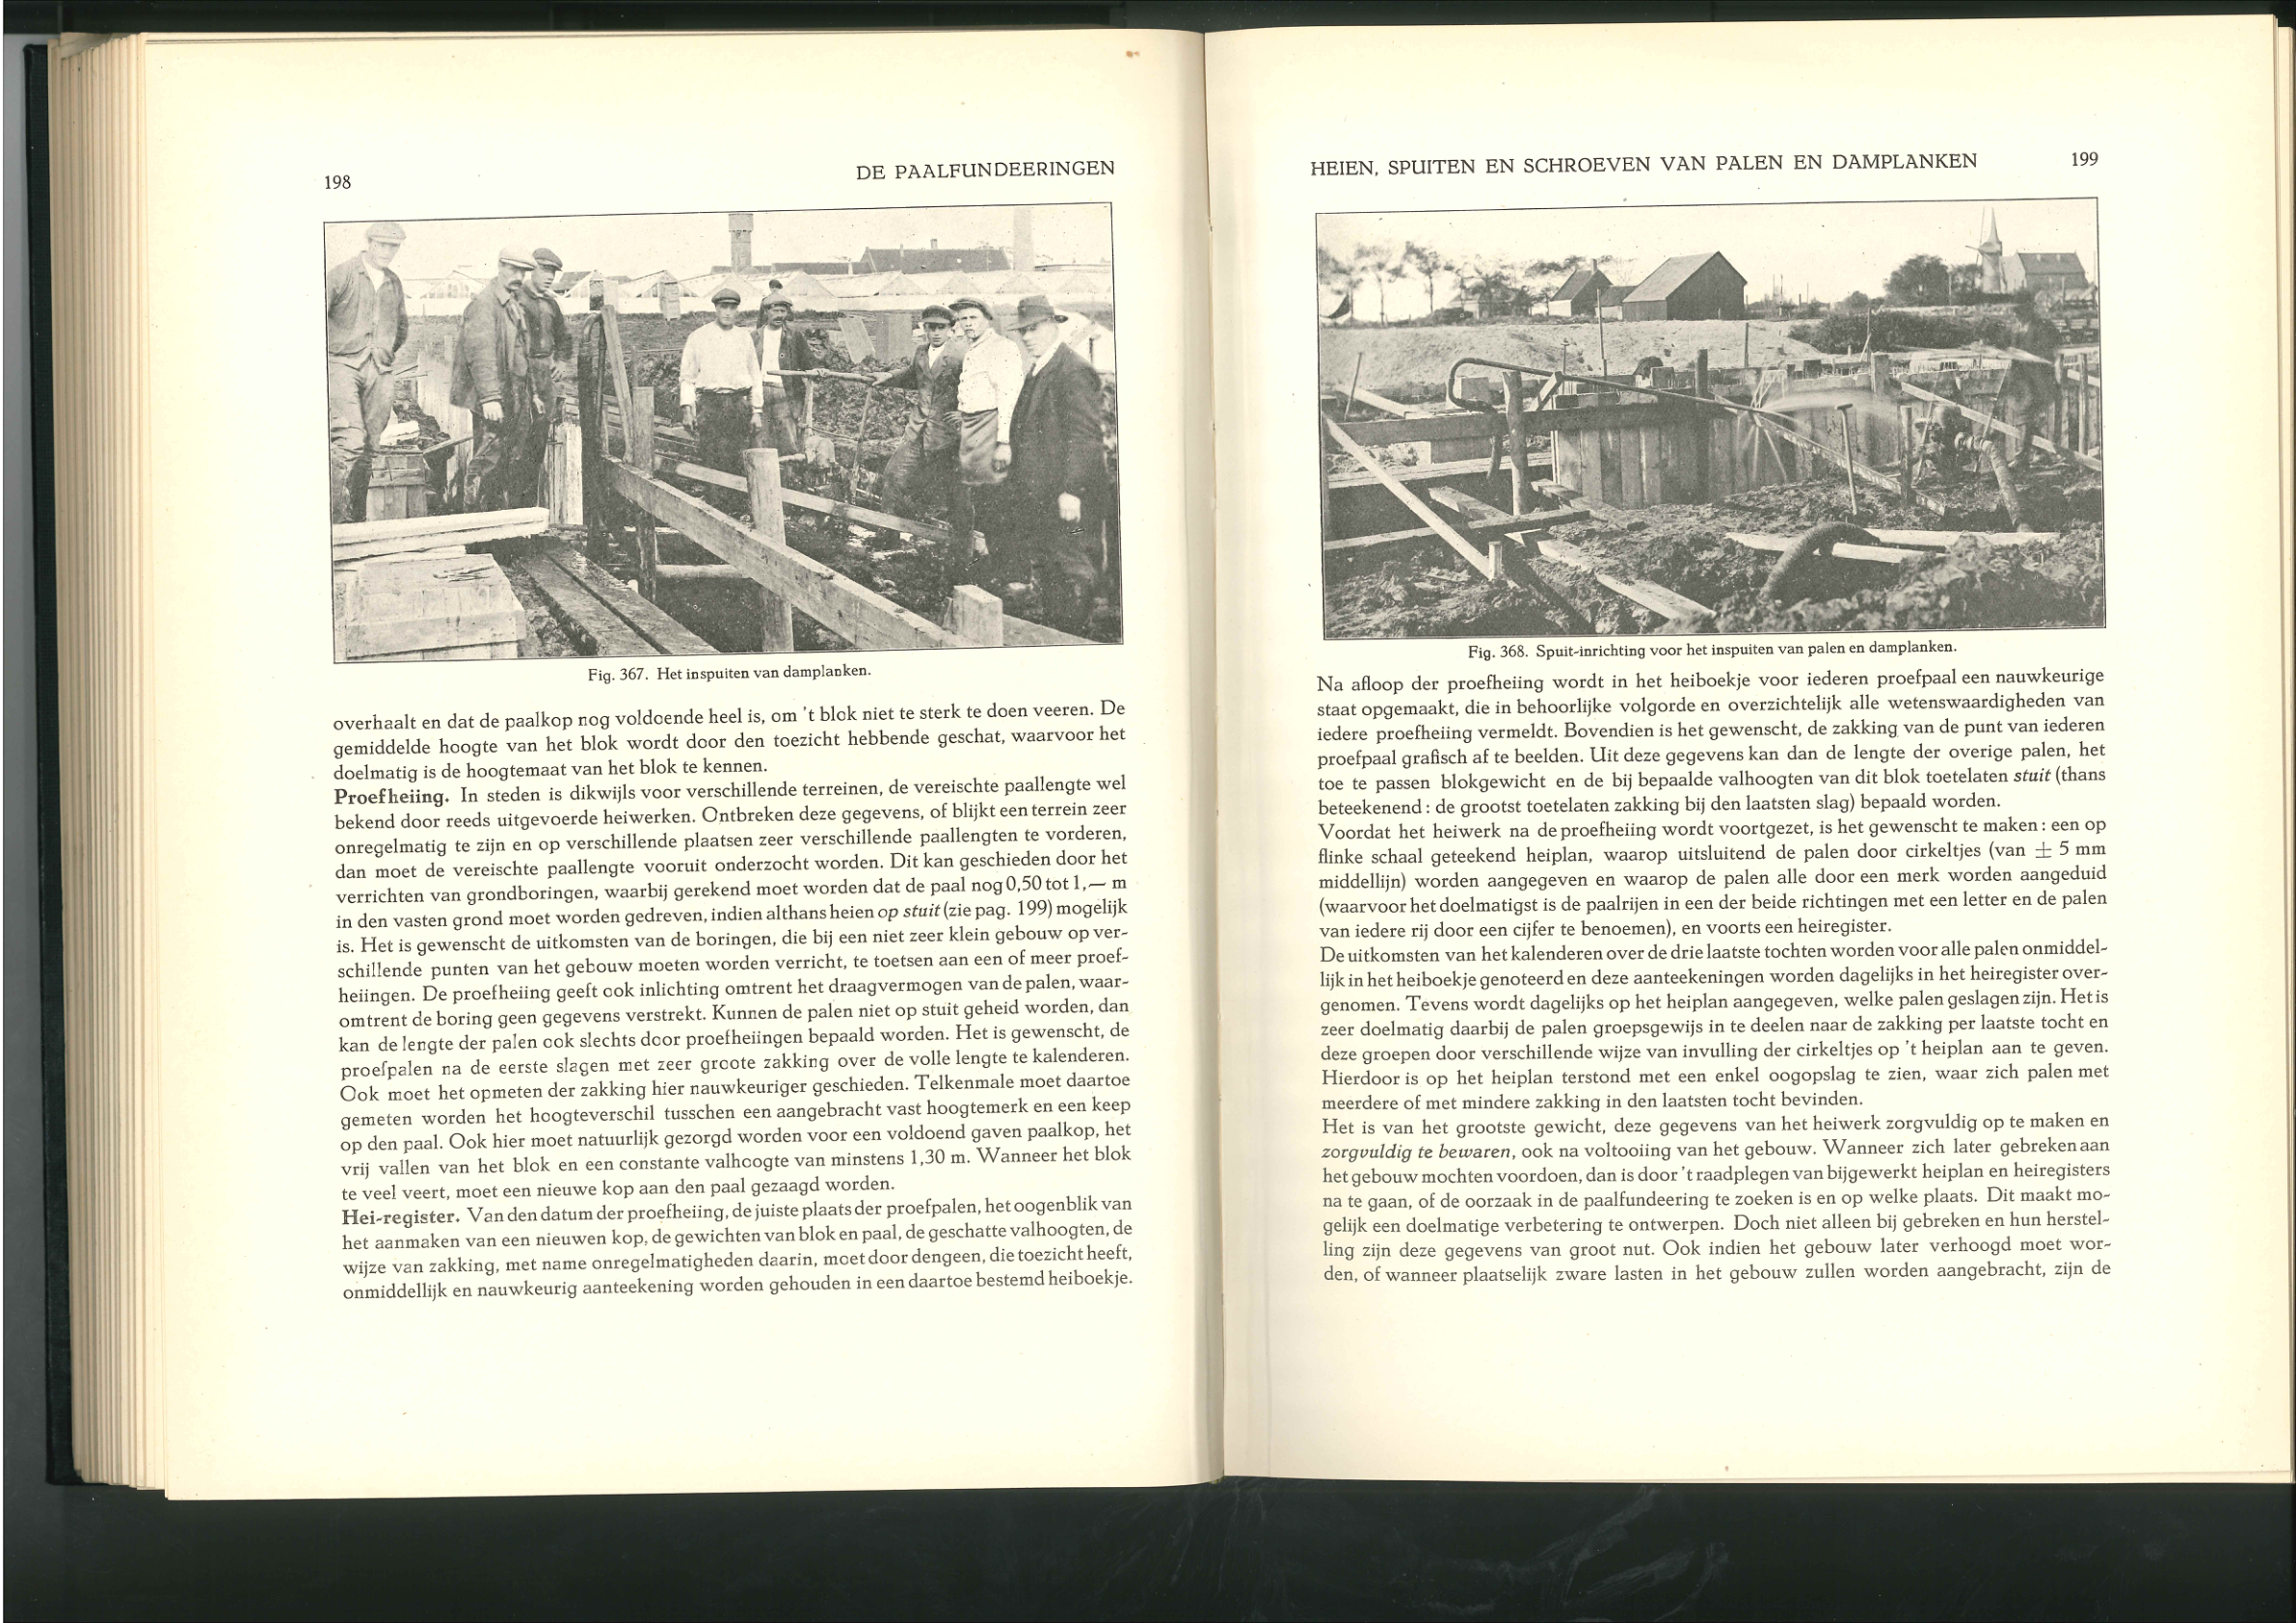 198
DE PAALFUNDEERINGEN
Fig. 367. Het inspuiten van damplanken.
overhaalt en dat de paalkop nog voldoende heel is, om 't blok niet te sterk te doen veeren. De
gemiddelde hoogte van het blok wordt door den toezicht hebbende geschat, waarvoor het
doelmatig is de hoogtemaat van het blok te kennen.
Proefheiing. In steden is dikwijls voor verschillende terreinen, de vereischte paallengte wel
bekend door reeds uitgevoerde heiwerken. Ontbreken deze gegevens, of blijkt een terrein zeer
onregelmatig te zijn en op verschillende plaatsen zeer verschillende paallengten te vorderen,
dan moet de vereischte paallengte vooruit onderzocht worden. Dit kan geschieden door het
verrichten van grondboringen, waarbij gerekend moet worden dat de paal nog 0,50 tot 1,— m
in den vasten grond moet worden gedreven, indien althans heien op stuit (zie pag. 199) mogelijk
is. Het is gewenscht de uitkomsten van de boringen, die bij een niet zeer klein gebouw op ver-
schillende punten van het gebouw moeten worden verricht, te toetsen aan een of meer proef-
heiingen. De proefheiing geeft ook inlichting omtrent het draagvermogen van de palen, waar-
omtrent de boring geen gegevens verstrekt. Kunnen de palen niet op stuit geheid worden, dan
kan de lengte der palen ook slechts door proefheiingen bepaald worden. Het is gewenscht, de
proefpalen na de eerste slagen met zeer groote zakking over de volle lengte te kalenderen.
Ook moet het opmeten der zakking hier nauwkeuriger geschieden. Telkenmale moet daartoe
gemeten worden het hoogteverschil tusschen een aangebracht vast hoogtemerk en een keep
op den paal. Ook hier moet natuurlijk gezorgd worden voor een voldoend gaven paalkop, het
vrij vallen van het blok en een constante valhoogte van minstens 1,30 m. Wanneer het blok
te veel veert, moet een nieuwe kop aan den paal gezaagd worden.
Hei-register. Van den datum der proefheiing, de juiste plaats der proefpalen, het oogenblik van
het aanmaken van een nieuwen kop, de gewichten van blok en paal, de geschatte valhoogten, de
wijze van zakking, met name onregelmatigheden daarin, moet door dengeen, die toezicht heeft,
onmiddellijk en nauwkeurig aanteekening worden gehouden in een daartoe bestemd heiboekje.
HEIEN, SPUITEN EN SCHROEVEN VAN PALEN EN DAMPLANKEN
199
Fig. 368. Spuit-inrichting voor het inspuiten van palen en damplanken.
Na afloop der proefheiing wordt in het heiboekje voor iederen proefpaal een nauwkeurige
staat opgemaakt, die in behoorlijke volgorde en overzichtelijk alle wetenswaardigheden van
iedere proefheiing vermeldt. Bovendien is het gewenscht, de zakking van de punt van iederen
proefpaal grafisch af te beelden. Uit deze gegevens kan dan de lengte der overige palen, het
toe te passen blokgewicht en de bij bepaalde valhoogten van dit blok toetelaten stuit (thans
beteekenend: de grootst toetelaten zakking bij den laatsten slag) bepaald worden.
Voordat het heiwerk na de proefheiing wordt voortgezet, is het gewenscht te maken: een op
flinke schaal geteekend heiplan, waarop uitsluitend de palen door cirkeltjes (van ± 5 mm
middellijn) worden aangegeven en waarop de palen alle door een merk worden aangeduid
(waarvoor het doelmatigst is de paalrijen in een der beide richtingen met een letter en de palen
van iedere rij door een cijfer te benoemen), en voorts een heiregister.
De uitkomsten van het kalenderen over de drie laatste tochten worden voor alle palen onmiddel-
lijk in het heiboekje genoteerd en deze aanteekeningen worden dagelijks in het heiregister over-
genomen. Tevens wordt dagelijks op het heiplan aangegeven, welke palen geslagen zijn. Het is
zeer doelmatig daarbij de palen groepsgewijs in te deelen naar de zakking per laatste tocht en
deze groepen door verschillende wijze van invulling der cirkeltjes op 't heiplan aan te geven.
Hierdoor is op het heiplan terstond met een enkel oogopslag te zien, waar zich palen met
meerdere of met mindere zakking in den laatsten tocht bevinden.
Het is van het grootste gewicht, deze gegevens van het heiwerk zorgvuldig op te maken en
zorgvuldig te bewaren, ook na voltooiing van het gebouw. Wanneer zich later gebreken aan
het gebouw mochten voordoen, dan is door 't raadplegen van bijgewerkt heiplan en heiregisters
na te gaan, of de oorzaak in de paalfundeering te zoeken is en op welke plaats. Dit maakt mo-
gelijk een doelmatige verbetering te ontwerpen. Doch niet alleen bij gebreken en hun herstel-
ling zijn deze gegevens van groot nut. Ook indien het gebouw later verhoogd moet wor-
den, of wanneer plaatselijk zware lasten in het gebouw zullen worden aangebracht, zijn de